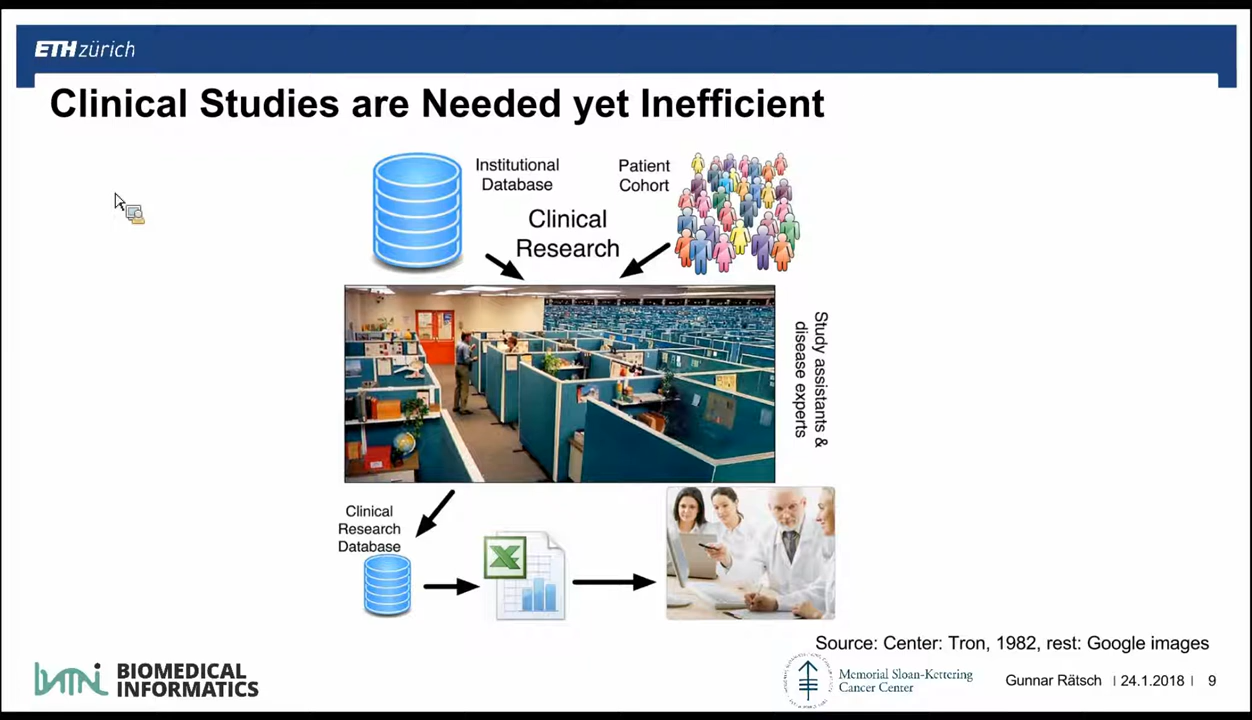 ETH zürich
Clinical Studies are Needed yet Inefficient
Institutional
Database
Patient
Cohort
Clinical
Research
Study assistants &
disease experts
Clinical
Research
Database
X
Source: Center: Tron, 1982, rest: Google images
bmi BIOMEDICAL
INFORMATICS
Memorial Sloan-Kettering
Cancer Center
Gunnar Rätsch | 24.1.2018 | 9